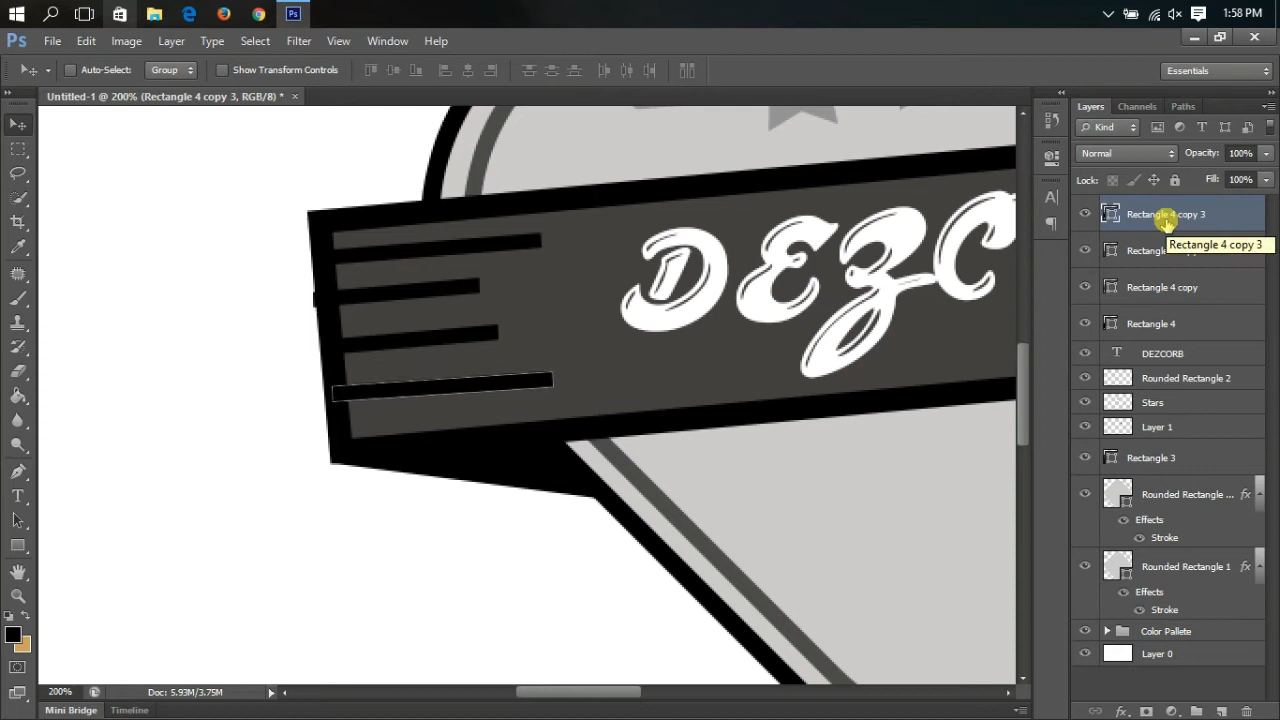 1:58 PM
Ps File Edit Image Layer Type Select Filter View Window Help
Auto-Select: Group Show Transform Controls Essentials
Untitled-1 @ 200% (Rectangle 4 copy 3, RGB/8) * ×
Layers Channels Paths
Kind
Normal Opacity: 100%
Lock: Fill: 100%
Rectangle 4 copy 3
Rectangle 4 copy 3
Rectangle 4 copy
Rectangle 4
DEZCORB
Rounded Rectangle 2
Stars
Layer 1
Rectangle 3
Rounded Rectangle ... fx
Effects
Stroke
Rounded Rectangle 1 fx
Effects
Stroke
Color Pallete
Layer 0
DEZC
200% Doc: 5.93M/3.75M
Mini Bridge Timeline